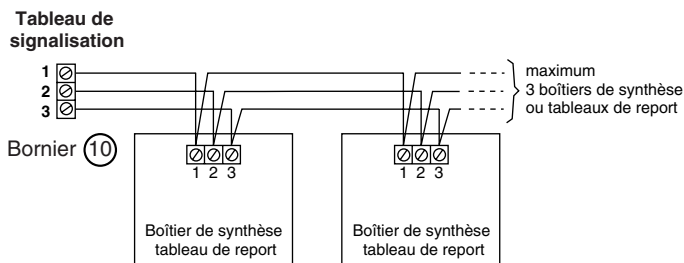 Tableau de
signalisation
1
2
3
maximum
3 boîtiers de synthèse
ou tableaux de report
Bornier 10
1 2 3
1 2 3
Boîtier de synthèse
tableau de report
Boîtier de synthèse
tableau de report